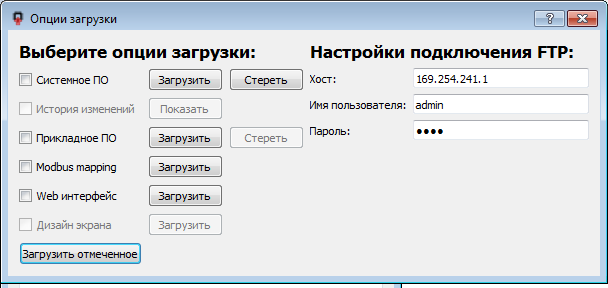 Опции загрузки
Выберите опции загрузки:
Системное ПО Загрузить Стереть
История изменений Показать
Прикладное ПО Загрузить Стереть
Modbus mapping Загрузить
Web интерфейс Загрузить
Дизайн экрана Загрузить
Загрузить отмеченное
Настройки подключения FTP:
Хост: 169.254.241.1
Имя пользователя: admin
Пароль: ●●●●